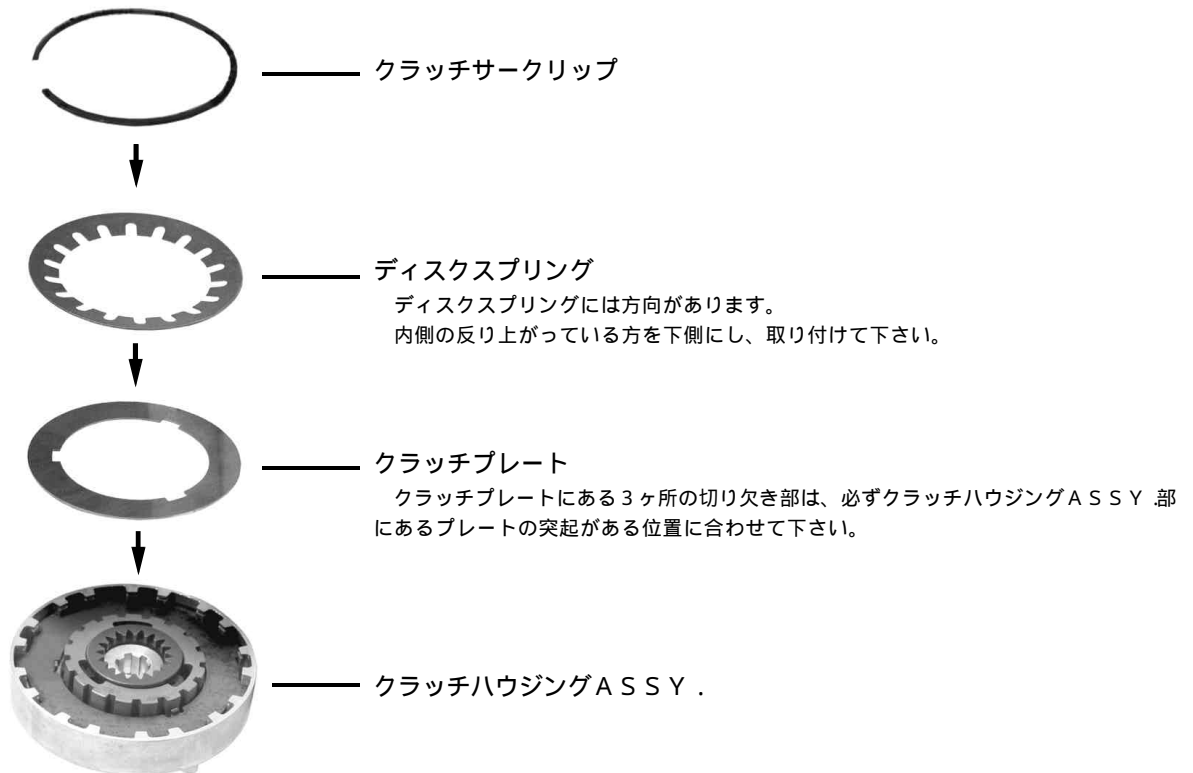 クラッチサークリップ
ディスクスプリング
ディスクスプリングには方向があります。
内側の反り上がっている方を下側にし、取り付けて下さい。
クラッチプレート
クラッチプレートにある３ヶ所の切り欠き部は、必ずクラッチハウジングＡＳＳＹ.部
にあるプレートの突起がある位置に合わせて下さい。
クラッチハウジングＡＳＳＹ．